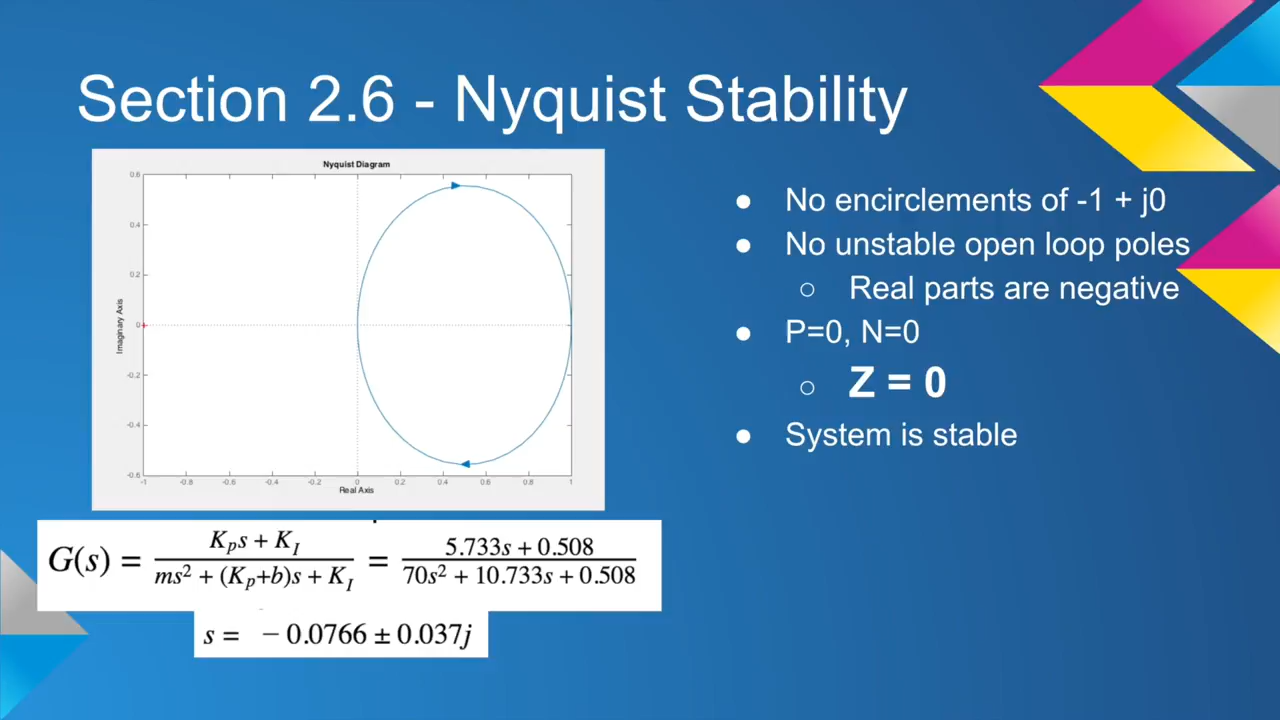 Section 2.6 - Nyquist Stability
Nyquist Diagram
0.6
0.4
0.2
0
-0.2
-0.4
-0.6
Imaginary Axis
-1 -0.8 -0.6 -0.4 -0.2 0 0.2 0.4 0.6 0.8 1
Real Axis
● No encirclements of -1 + j0
● No unstable open loop poles
○ Real parts are negative
● P=0, N=0
○ Z = 0
● System is stable
G(s) = (K_p s + K_I) / (ms² + (K_p+b)s + K_I) = (5.733s + 0.508) / (70s² + 10.733s + 0.508)
s = − 0.0766 ± 0.037j